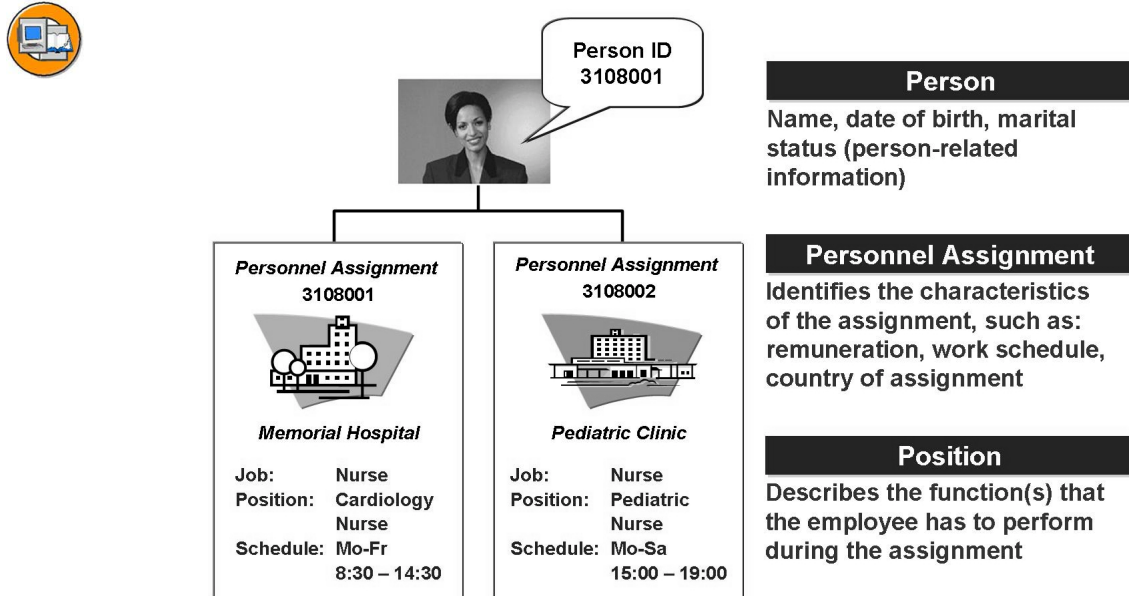 Person ID
3108001
Person
Name, date of birth, marital
status (person-related
information)
Personnel Assignment
3108001
H
Memorial Hospital
Job: Nurse
Position: Cardiology
Nurse
Schedule: Mo-Fr
8:30 – 14:30
Personnel Assignment
3108002
H
Pediatric Clinic
Job: Nurse
Position: Pediatric
Nurse
Schedule: Mo-Sa
15:00 – 19:00
Personnel Assignment
Identifies the characteristics
of the assignment, such as:
remuneration, work schedule,
country of assignment
Position
Describes the function(s) that
the employee has to perform
during the assignment